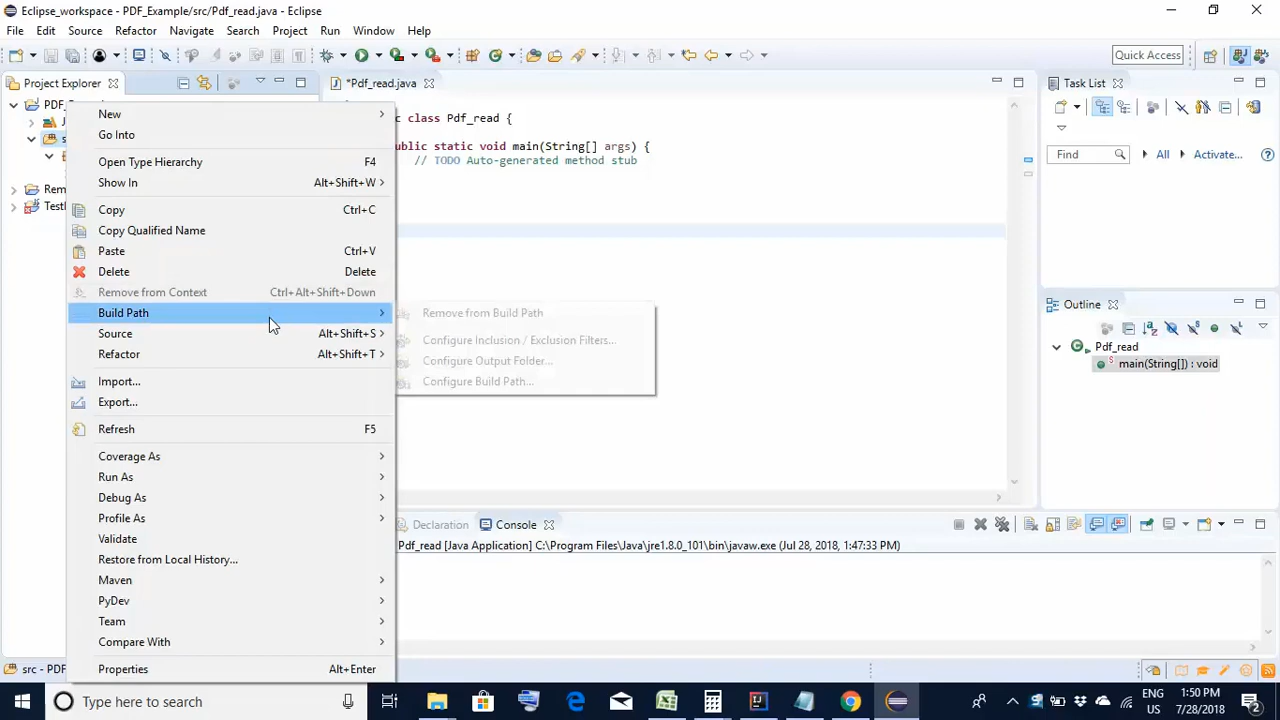 Eclipse_workspace - PDF_Example/src/Pdf_read.java - Eclipse
File Edit Source Refactor Navigate Search Project Run Window Help
Quick Access
Project Explorer
*Pdf_read.java
Task List
PDF_
New
c class Pdf_read {
Go Into
public static void main(String[] args) {
// TODO Auto-generated method stub
Find
All
Activate...
Open Type Hierarchy F4
Show In Alt+Shift+W
Rem
Test
Copy Ctrl+C
Copy Qualified Name
Paste Ctrl+V
Delete Delete
Remove from Context Ctrl+Alt+Shift+Down
Build Path
Remove from Build Path
Configure Inclusion / Exclusion Filters...
Configure Output Folder...
Configure Build Path...
Source Alt+Shift+S
Refactor Alt+Shift+T
Import...
Export...
Refresh F5
Coverage As
Run As
Debug As
Profile As
Validate
Restore from Local History...
Maven
PyDev
Team
Compare With
Properties Alt+Enter
Outline
Pdf_read
main(String[]) : void
Declaration
Console
Pdf_read [Java Application] C:\Program Files\Java\jre1.8.0_101\bin\javaw.exe (Jul 28, 2018, 1:47:33 PM)
src - PDF
Type here to search
ENG
US
1:50 PM
7/28/2018
2